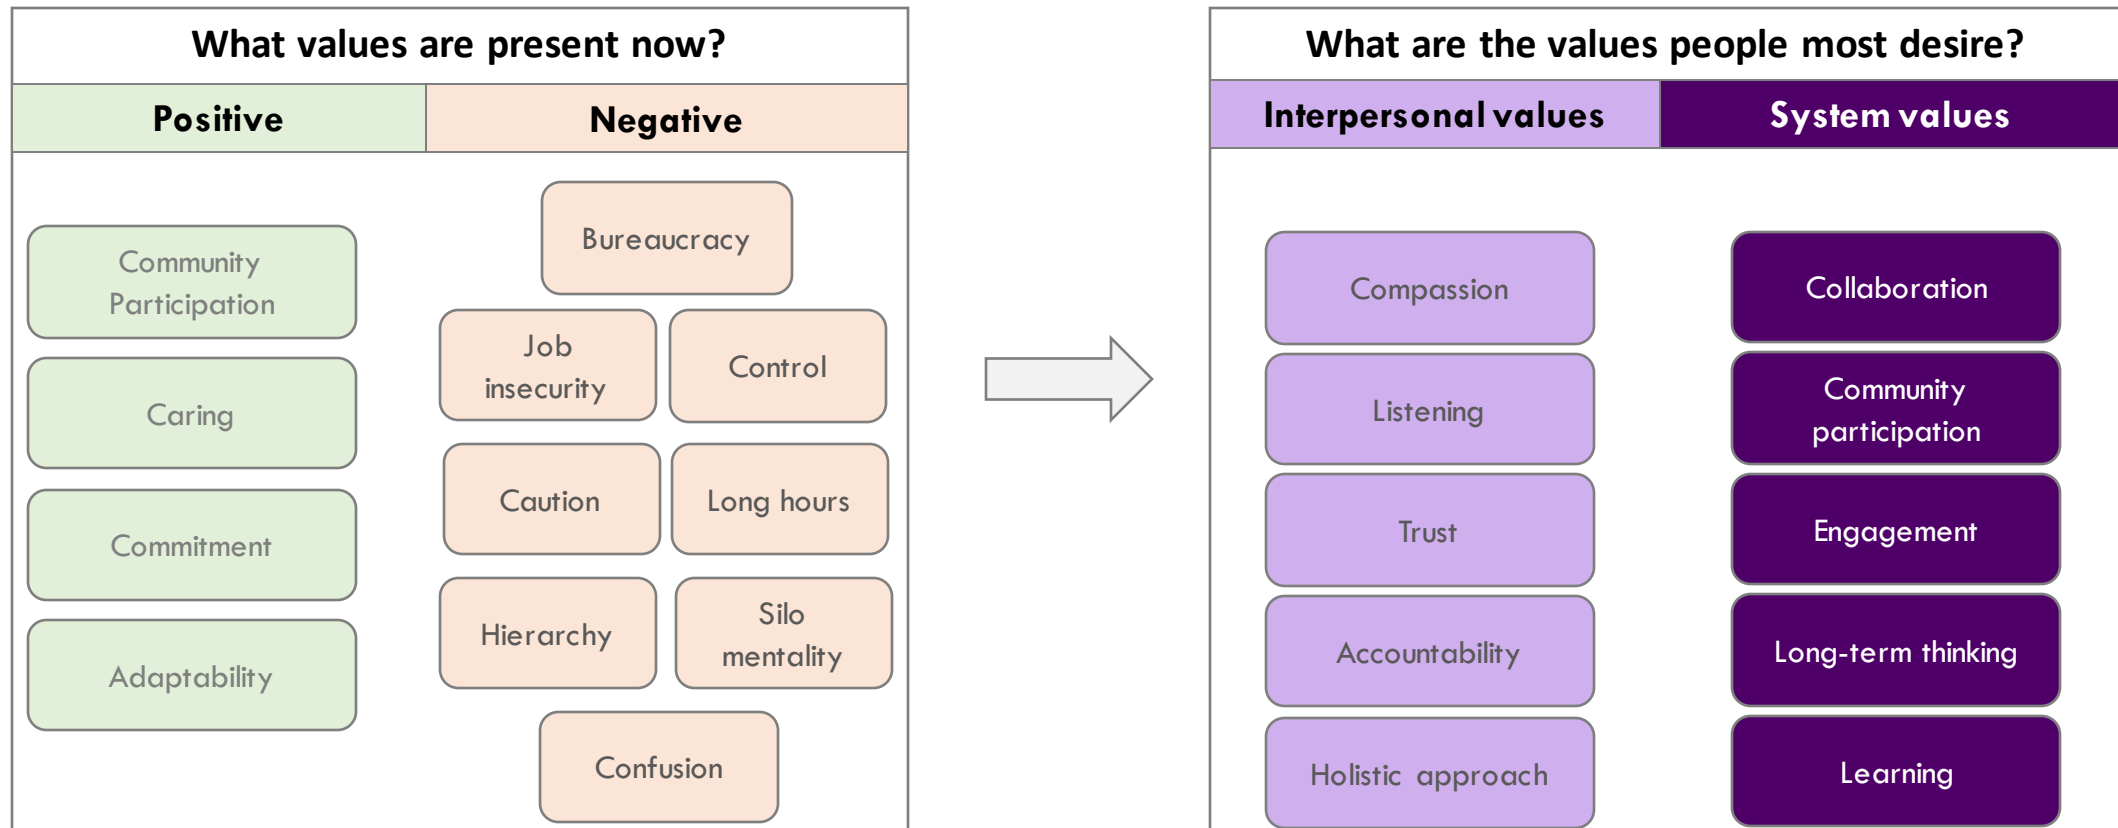 What values are present now?
Positive
Negative
Community
Participation
Caring
Commitment
Adaptability
Bureaucracy
Job
insecurity
Control
Caution
Long hours
Hierarchy
Silo
mentality
Confusion
What are the values people most desire?
Interpersonal values
System values
Compassion
Listening
Trust
Accountability
Holistic approach
Collaboration
Community
participation
Engagement
Long-term thinking
Learning